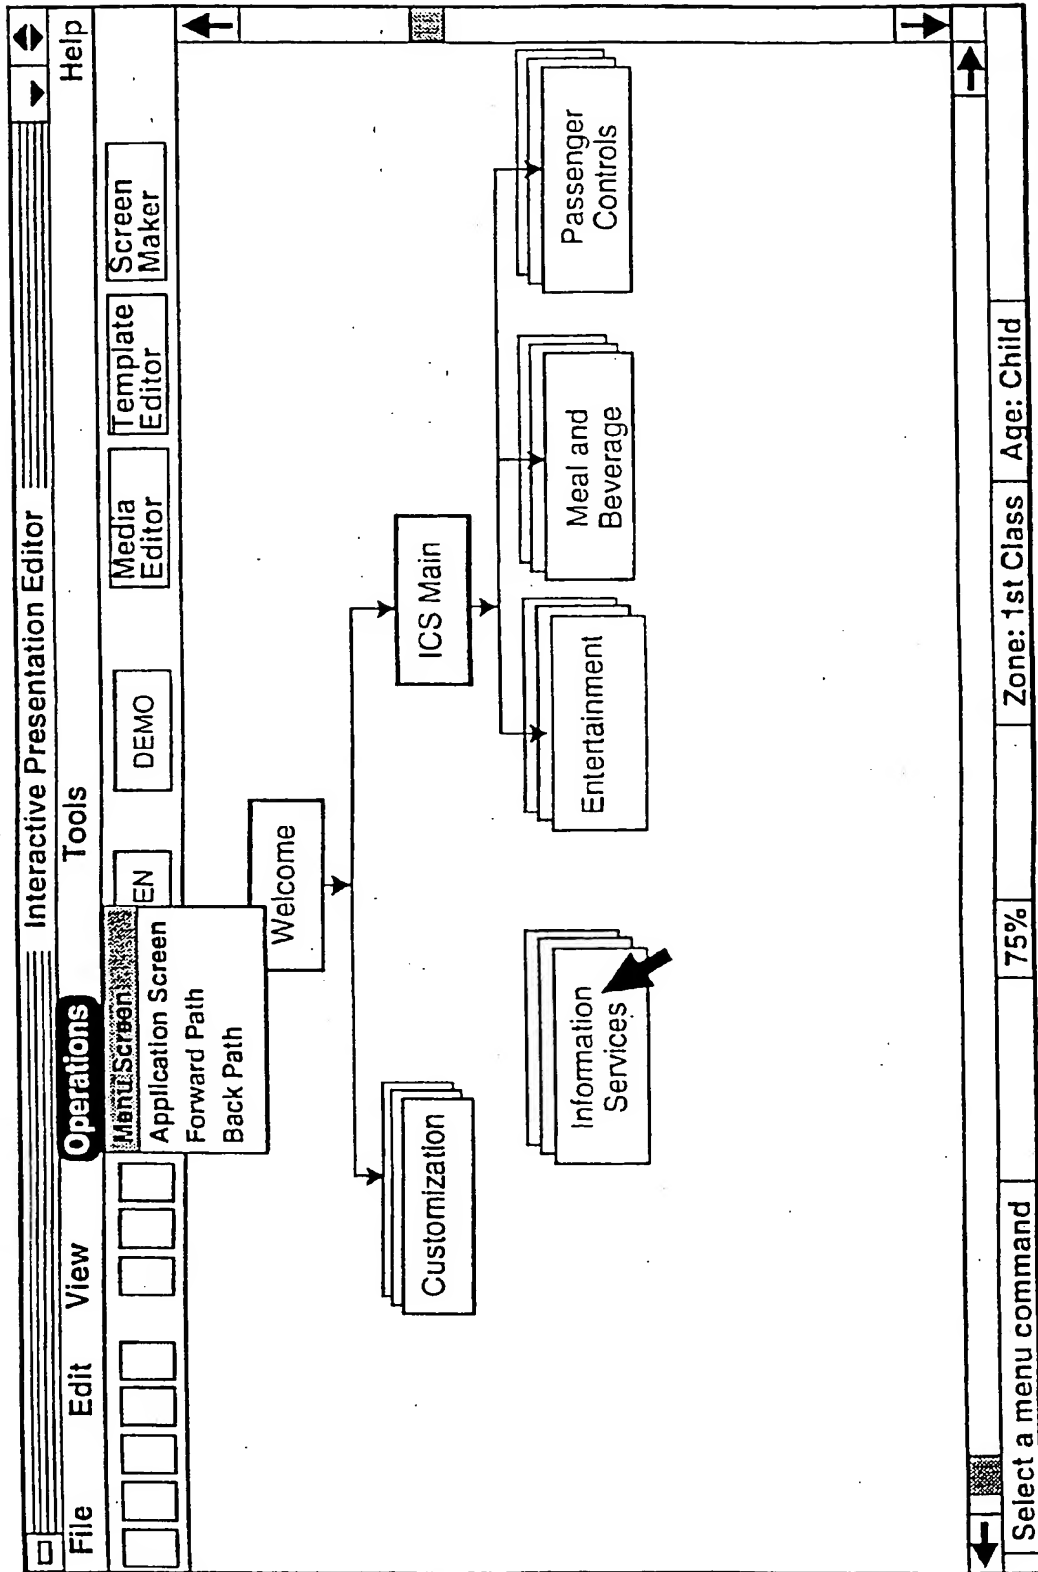 Interactive Presentation Editor
File Edit View Operations Tools Help
Menu Screen
Application Screen
Forward Path
Back Path
EN
DEMO
Media
Editor
Template
Editor
Screen
Maker
Welcome
Customization
ICS Main
Information
Services
Entertainment
Meal and
Beverage
Passenger
Controls
Select a menu command
75%
Zone: 1st Class
Age: Child